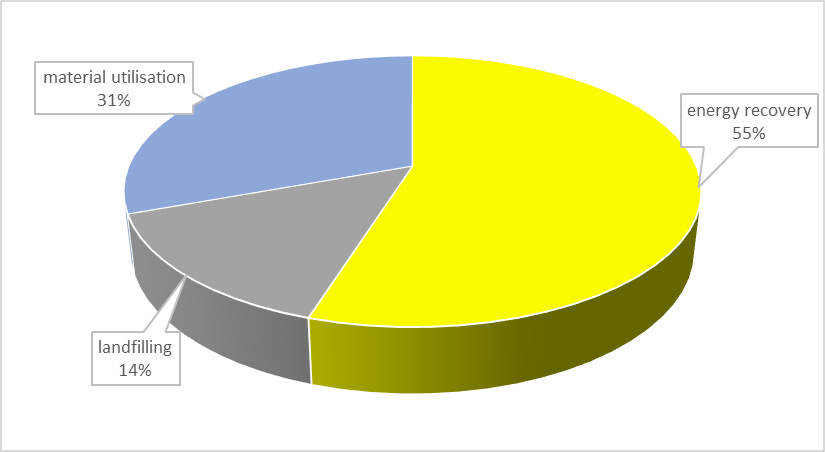 material utilisation
31%
energy recovery
55%
landfilling
14%